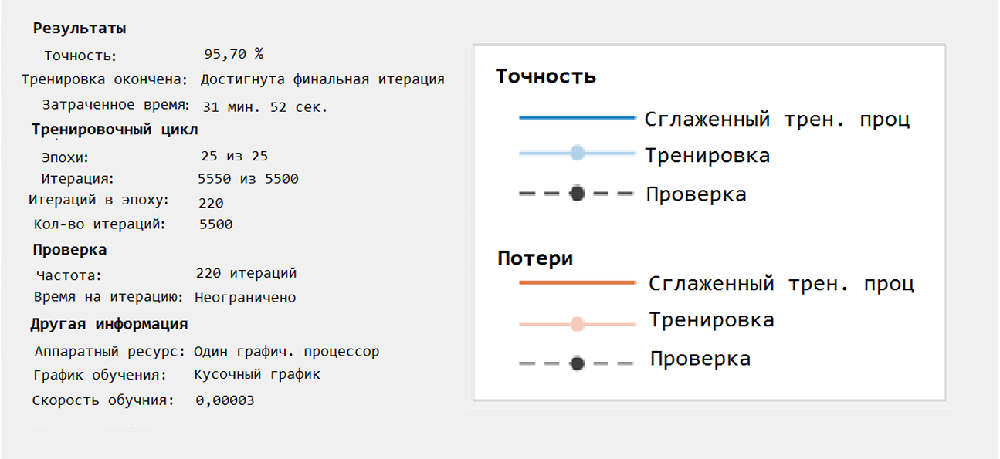 Результаты
Точность: 95,70 %
Тренировка окончена: Достигнута финальная итерация
Затраченное время: 31 мин. 52 сек.
Тренировочный цикл
Эпохи: 25 из 25
Итерация: 5550 из 5500
Итераций в эпоху: 220
Кол-во итераций: 5500
Проверка
Частота: 220 итераций
Время на итерацию: Неограничено
Другая информация
Аппаратный ресурс: Один графич. процессор
График обучения: Кусочный график
Скорость обучния: 0,00003
Точность
Сглаженный трен. проц
Тренировка
Проверка
Потери
Сглаженный трен. проц
Тренировка
Проверка